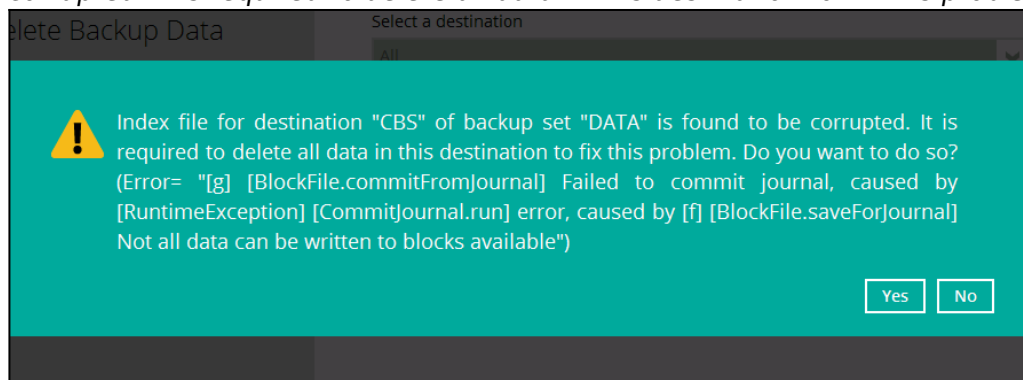 elete Backup Data
Select a destination
All
Index file for destination "CBS" of backup set "DATA" is found to be corrupted. It is
required to delete all data in this destination to fix this problem. Do you want to do so?
(Error= "[g] [BlockFile.commitFromJournal] Failed to commit journal, caused by
[RuntimeException] [CommitJournal.run] error, caused by [f] [BlockFile.saveForJournal]
Not all data can be written to blocks available")
Yes No